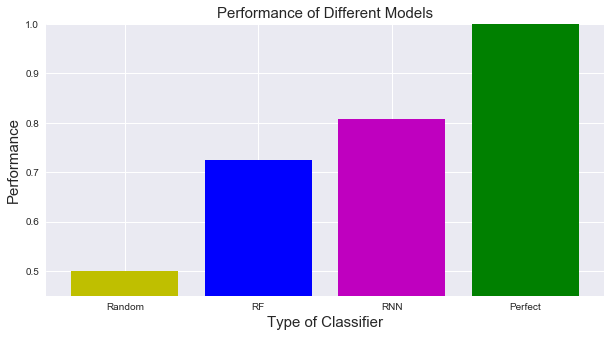 Performance of Different Models
Performance
1.0
0.9
0.8
0.7
0.6
0.5
Random RF RNN Perfect
Type of Classifier